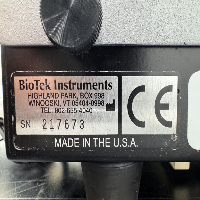 BioTek Instruments
HIGHLAND PARK, BOX 998
WINOOSKI, VT 05404-0998
TEL. 802-655-4040
SN 217673
CE
MADE IN THE U.S.A.